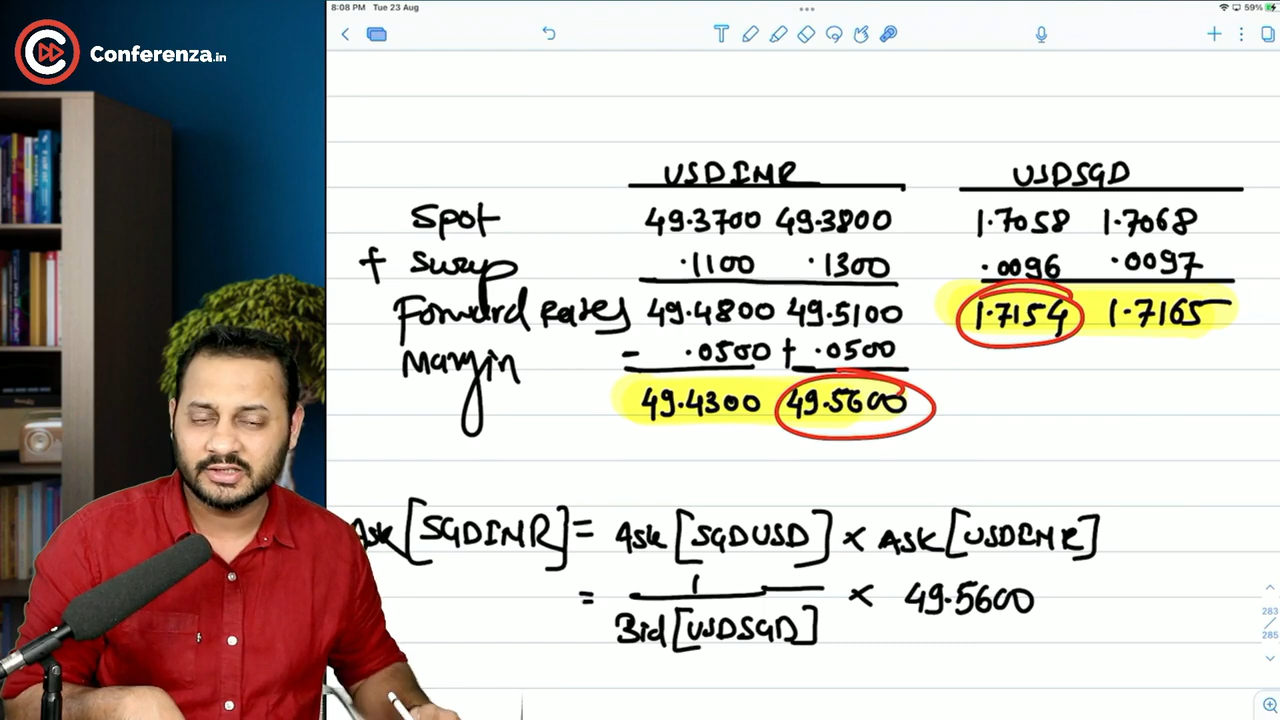 8:08 PM Tue 23 Aug
59%
Conferenza.in
T
USDINR USDSGD
Spot 49.3700 49.3800 1.7058 1.7068
+ Swap .1100 .1300 .0096 .0097
Forward Rates 49.4800 49.5100 1.7154 1.7165
Margin - .0500 + .0500
49.4300 49.5600
Ask [SGDINR] = Ask [SGDUSD] × ASK [USDINR]
= 1 × 49.5600
Bid [USDSGD]
283
/
285